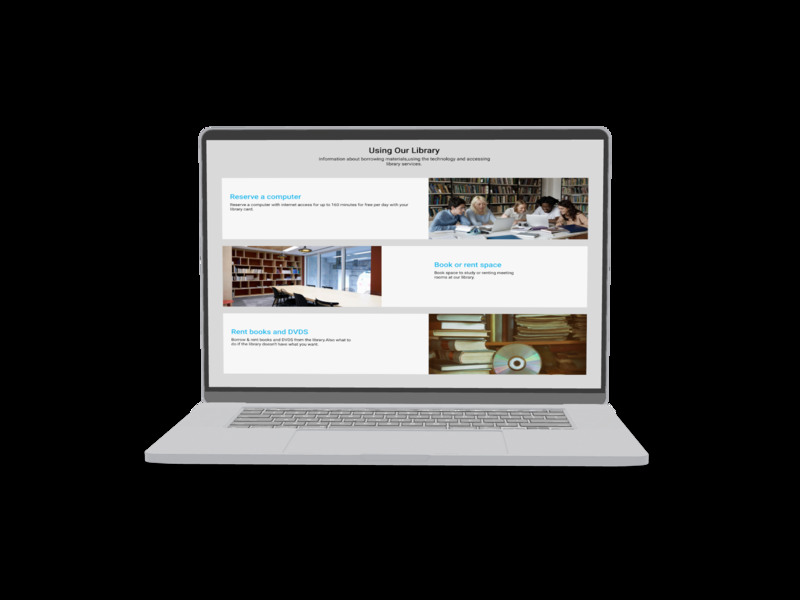 Using Our Library
Information about borrowing materials,using the technology and accessing
library services.
Reserve a computer
Reserve a computer with internet access for up to 160 minutes for free per day with your
library card.
Book or rent space
Book space to study or renting meeting
rooms at our library.
Rent books and DVDS
Borrow & rent books and DVDS from the library.Also what to
do if the library doesn't have what you want.